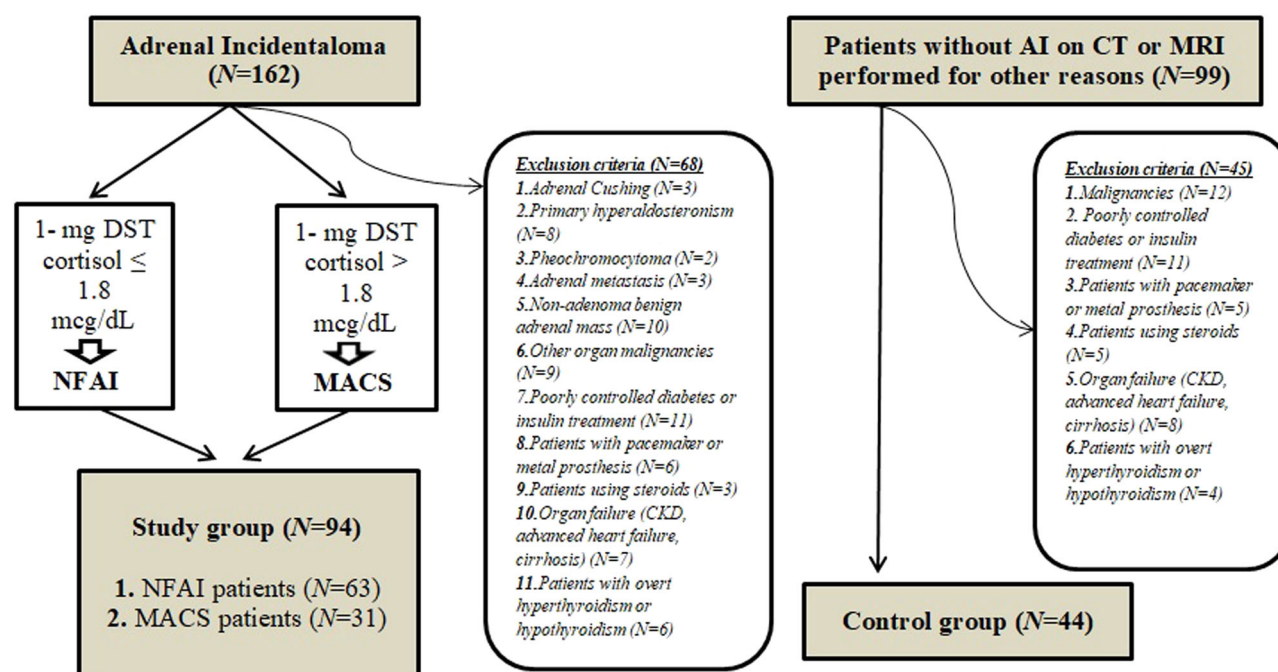 Adrenal Incidentaloma
(N=162)
Patients without AI on CT or MRI
performed for other reasons (N=99)
1- mg DST
cortisol ≤
1.8
mcg/dL
NFAI
1- mg DST
cortisol >
1.8
mcg/dL
MACS
Exclusion criteria (N=68)
1.Adrenal Cushing (N=3)
2.Primary hyperaldosteronism
(N=8)
3.Pheochromycytoma (N=2)
4.Adrenal metastasis (N=3)
5.Non-adenoma benign
adrenal mass (N=10)
6.Other organ malignancies
(N=9)
7.Poorly controlled diabetes or
insulin treatment (N=11)
8.Patients with pacemaker or
metal prosthesis (N=6)
9.Patients using steroids (N=3)
10.Organ failure (CKD,
advanced heart failure,
cirrhosis) (N=7)
11.Patients with overt
hyperthyroidism or
hypothyroidism (N=6)
Exclusion criteria (N=45)
1.Malignancies (N=12)
2. Poorly controlled
diabetes or insulin
treatment (N=11)
3.Patients with pacemaker
or metal prosthesis (N=5)
4.Patients using steroids
(N=5)
5.Organ failure (CKD,
advanced heart failure,
cirrhosis) (N=8)
6.Patients with overt
hyperthyroidism or
hypothyroidism (N=4)
Study group (N=94)
1. NFAI patients (N=63)
2. MACS patients (N=31)
Control group (N=44)